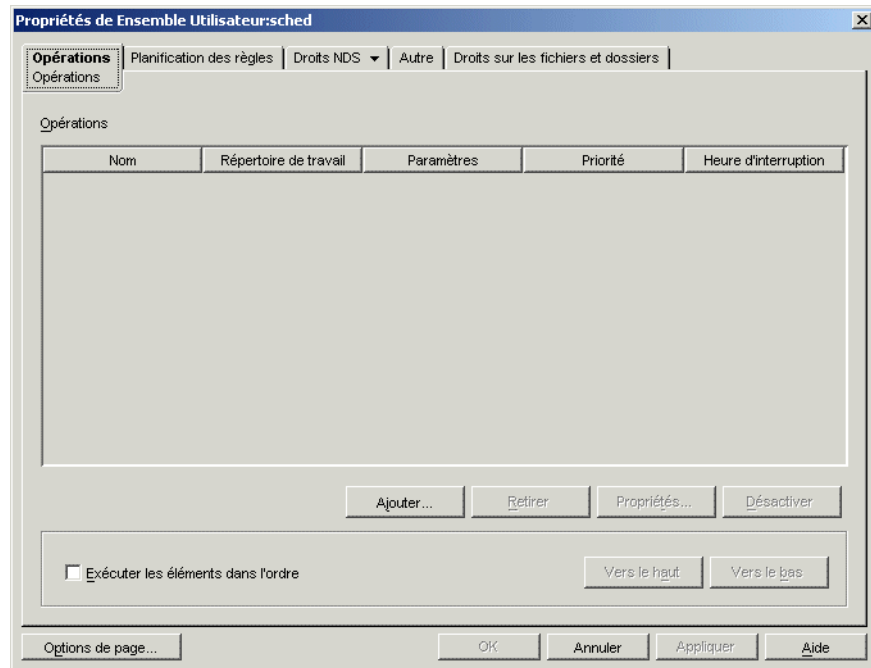 Propriétés de Ensemble Utilisateur:sched
Opérations Planification des règles Droits NDS Autre Droits sur les fichiers et dossiers
Opérations
Opérations
Nom Répertoire de travail Paramètres Priorité Heure d'interruption
Ajouter... Retirer Propriétés... Désactiver
Exécuter les éléments dans l'ordre Vers le haut Vers le bas
Options de page... OK Annuler Appliquer Aide